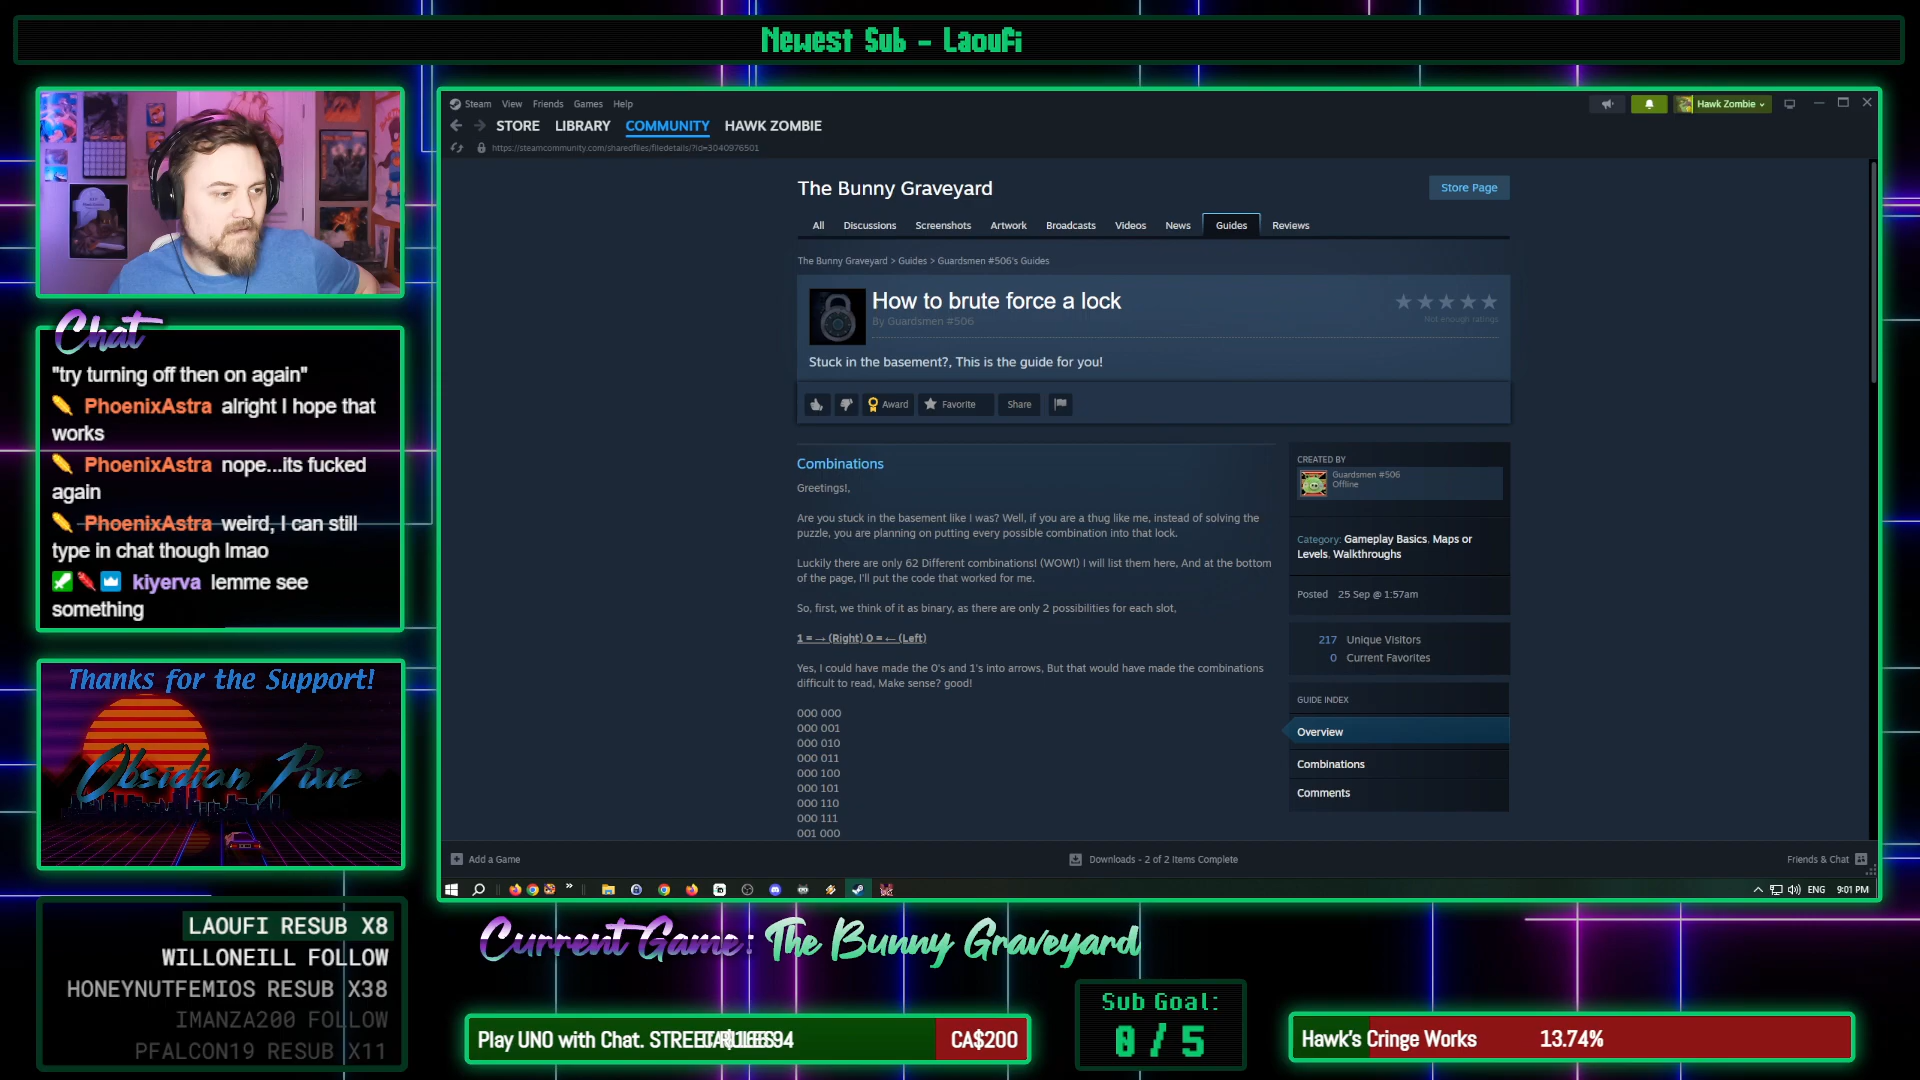 Newest Sub - Laoufi
Steam View Friends Games Help
Hawk Zombie
STORE LIBRARY COMMUNITY HAWK ZOMBIE
https://steamcommunity.com/sharedfiles/filedetails/?id=3040976501
The Bunny Graveyard
Store Page
All Discussions Screenshots Artwork Broadcasts Videos News Guides Reviews
The Bunny Graveyard > Guides > Guardsmen #506's Guides
How to brute force a lock
By Guardsmen #506
Not enough ratings
Stuck in the basement?, This is the guide for you!
Award Favorite Share
Combinations
Greetings!,
Are you stuck in the basement like I was? Well, if you are a thug like me, instead of solving the
puzzle, you are planning on putting every possible combination into that lock.
Luckily there are only 62 Different combinations! (WOW!) I will list them here, And at the bottom
of the page, I'll put the code that worked for me.
So, first, we think of it as binary, as there are only 2 possibilities for each slot,
1 = → (Right) 0 = ← (Left)
Yes, I could have made the 0's and 1's into arrows, But that would have made the combinations
difficult to read, Make sense? good!
000 000
000 001
000 010
000 011
000 100
000 101
000 110
000 111
001 000
CREATED BY
Guardsmen #506
Offline
Category: Gameplay Basics, Maps or
Levels, Walkthroughs
Posted 25 Sep @ 1:57am
217 Unique Visitors
0 Current Favorites
GUIDE INDEX
Overview
Combinations
Comments
Add a Game
Downloads - 2 of 2 Items Complete
Friends & Chat
ENG 9:01 PM
Chat
"try turning off then on again"
PhoenixAstra alright I hope that
works
PhoenixAstra nope...its fucked
again
PhoenixAstra weird, I can still
type in chat though lmao
kiyerva lemme see
something
Thanks for the Support!
Obsidian Pixie
LAOUFI RESUB X8
WILLONEILL FOLLOW
HONEYNUTFEMIOS RESUB X38
IMANZA200 FOLLOW
PFALCON19 RESUB X11
Current Game: The Bunny Graveyard
Play UNO with Chat. STREET
CA$200
Sub Goal:
0 / 5
Hawk's Cringe Works 13.74%